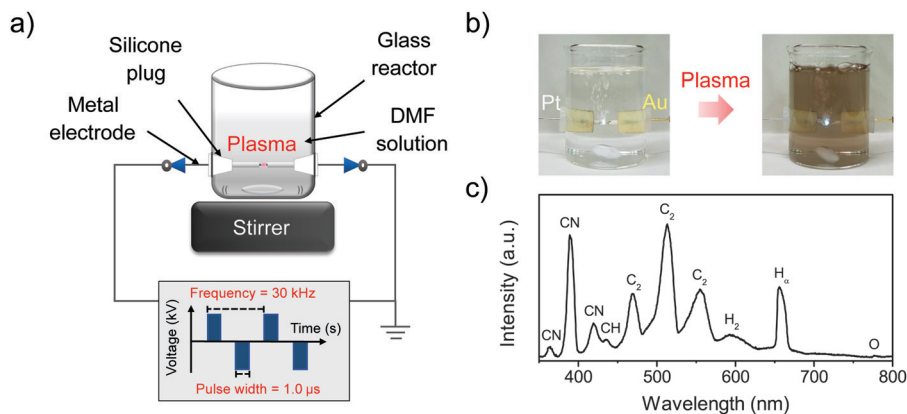 a)
Silicone
plug
Metal
electrode
Glass
reactor
DMF
solution
Plasma
Stirrer
Frequency = 30 kHz
Voltage (kV)
Time (s)
Pulse width = 1.0 µs
b)
Pt
Au
Plasma
c)
Intensity (a.u.)
CN
CN
CN
CH
C₂
C₂
C₂
H₂
Hα
O
400 500 600 700 800
Wavelength (nm)